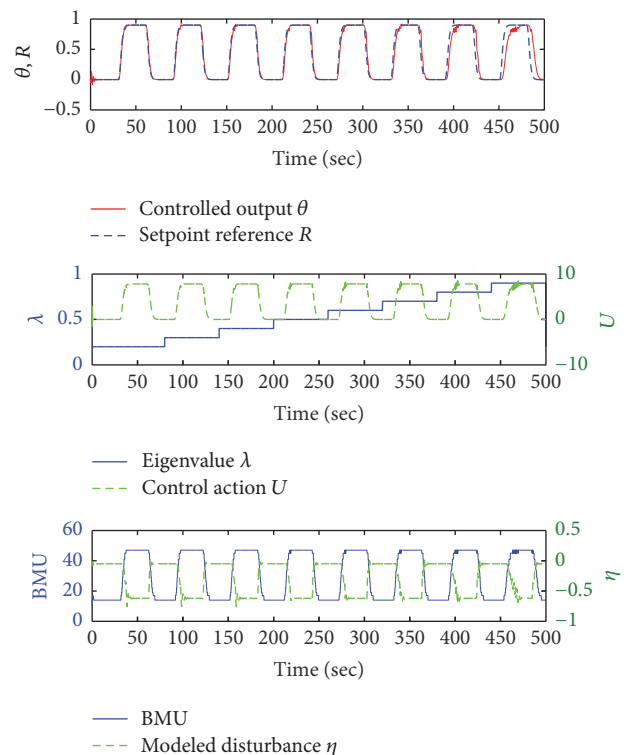 1
0.5
0
−0.5
θ, R
0 50 100 150 200 250 300 350 400 450 500
Time (sec)
Controlled output θ
Setpoint reference R
1
0.5
0
λ
10
0
−10
U
0 50 100 150 200 250 300 350 400 450 500
Time (sec)
Eigenvalue λ
Control action U
60
40
20
0
BMU
0.5
0
−0.5
−1
η
0 50 100 150 200 250 300 350 400 450 500
Time (sec)
BMU
Modeled disturbance η